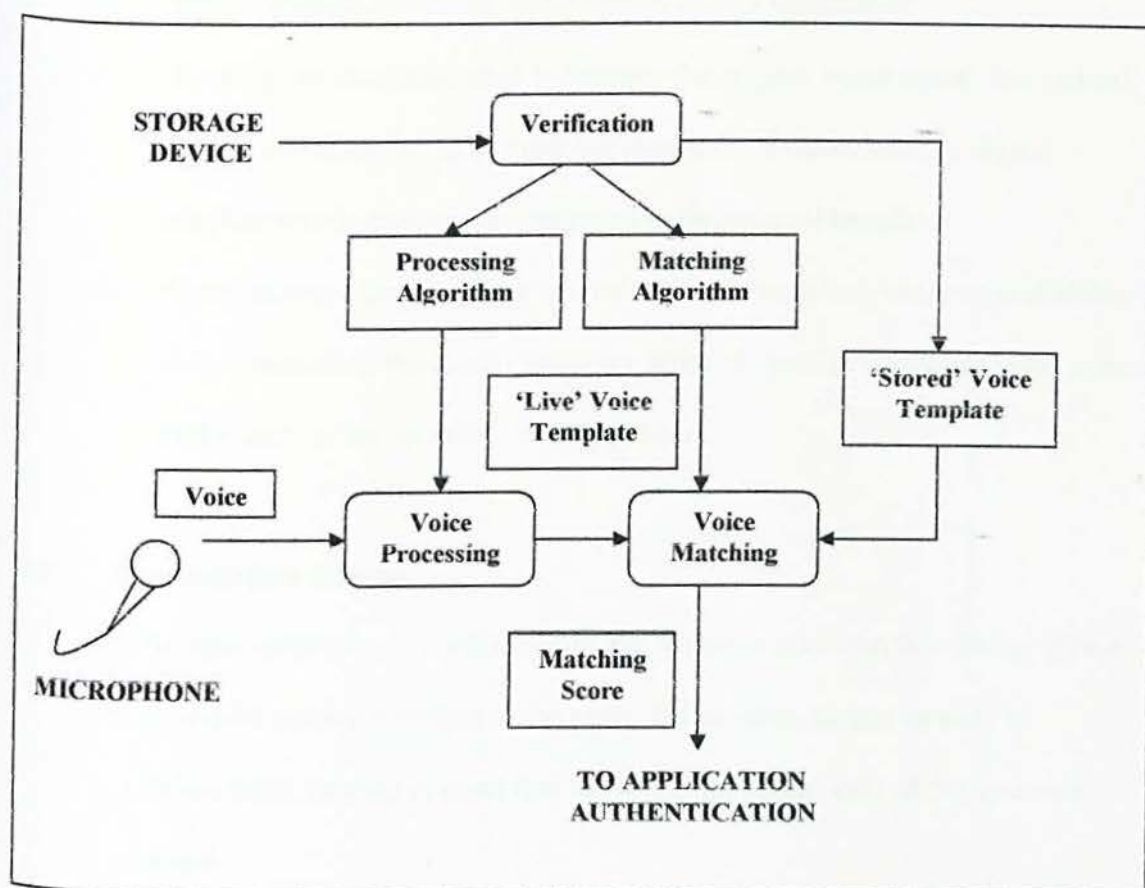 STORAGE
DEVICE
Verification
Processing
Algorithm
Matching
Algorithm
'Live' Voice
Template
'Stored' Voice
Template
Voice
Voice
Processing
Voice
Matching
MICROPHONE
Matching
Score
TO APPLICATION
AUTHENTICATION